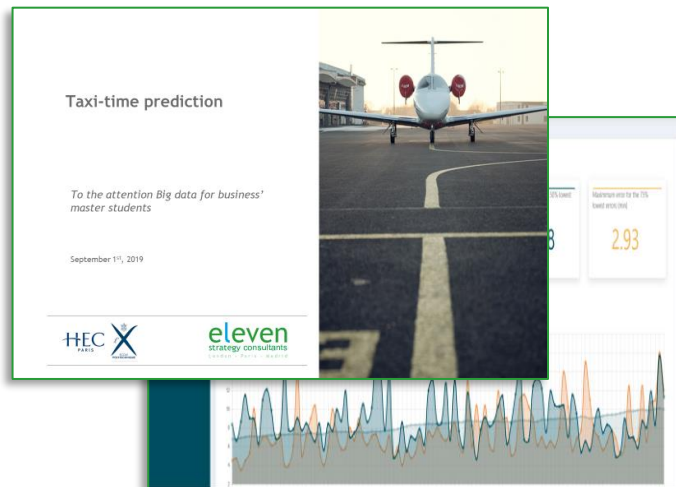 Taxi-time prediction
To the attention Big data for business'
master students
September 1st, 2019
HEC
PARIS
eleven
strategy consultants
London - Paris - Madrid
Maximmum error for the 75%
lowest errors (min)
2.93